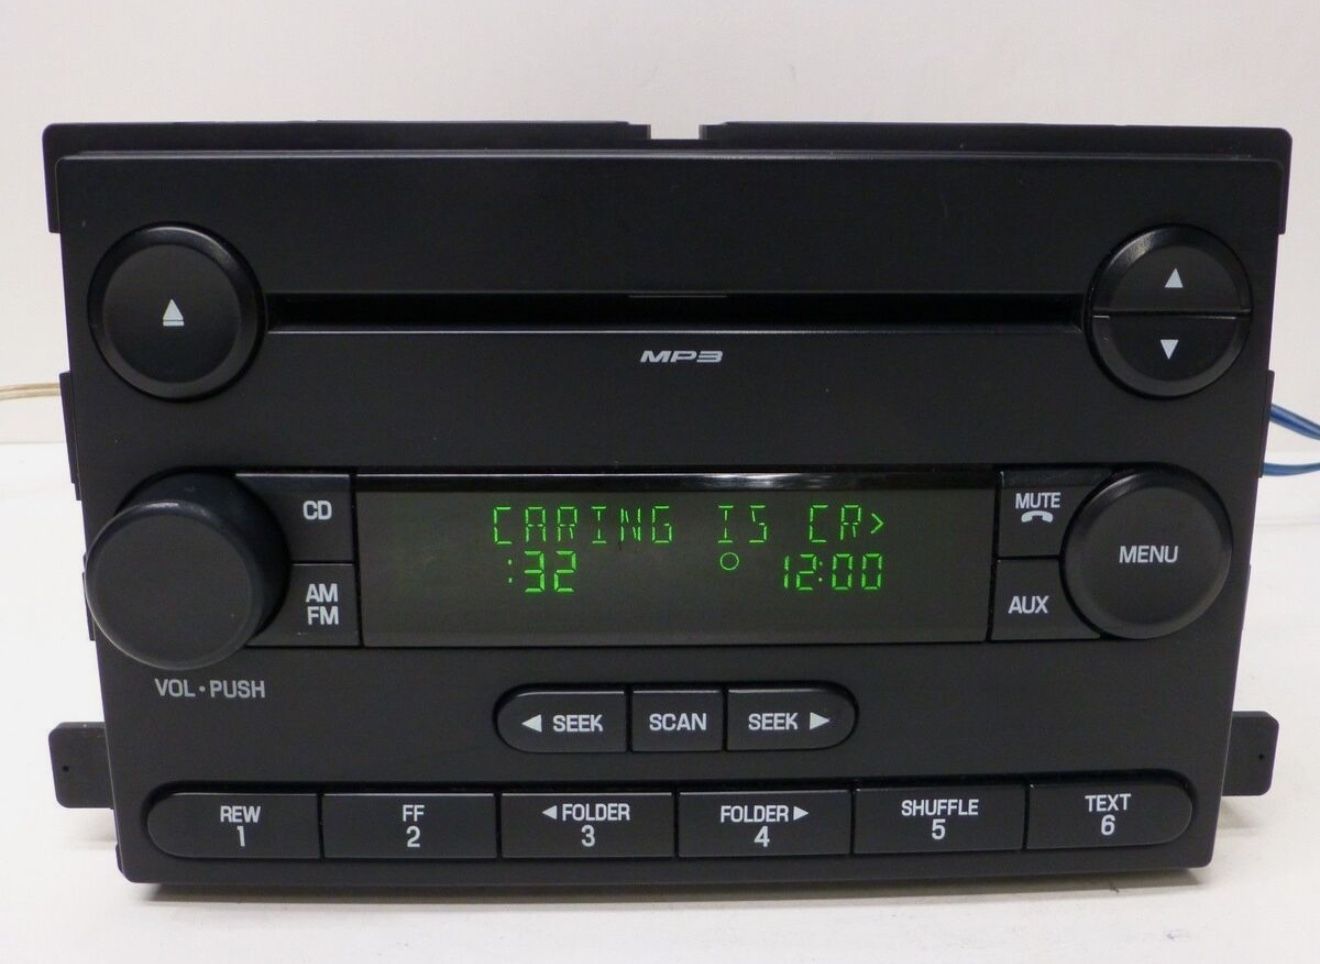 MP3
CD
CARING IS CR>
MUTE
MENU
:32 12:00
AM
FM
AUX
VOL•PUSH
◀ SEEK
SCAN
SEEK ▶
REW
1
FF
2
◀FOLDER
3
FOLDER▶
4
SHUFFLE
5
TEXT
6